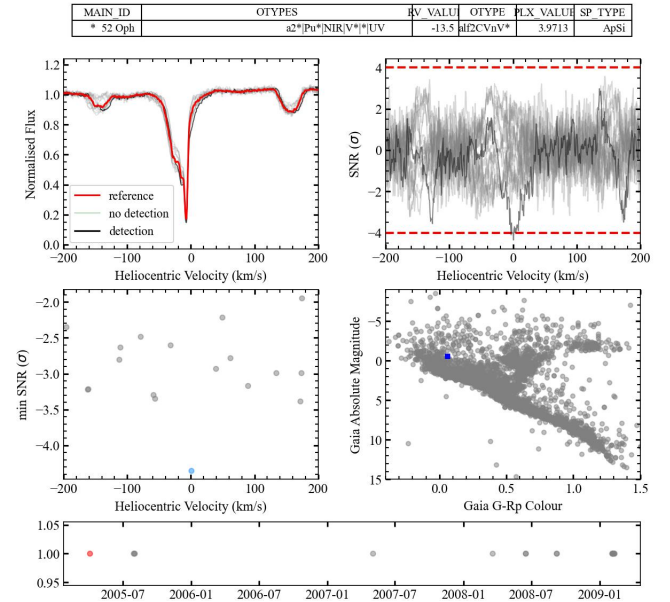 MAIN_ID OTYPES RV_VALUE OTYPE PLX_VALUE SP_TYPE
* 52 Oph a2*|Pu*|NIR|V*|*|UV -13.5 alf2CVnV* 3.9713 ApSi
1.2
1.0
0.8
0.6
0.4
0.2
0.0
Normalised Flux
reference
no detection
detection
−200 −100 0 100 200
Heliocentric Velocity (km/s)
4
2
0
−2
−4
SNR (σ)
−200 −100 0 100 200
Heliocentric Velocity (km/s)
−2.0
−2.5
−3.0
−3.5
−4.0
min SNR (σ)
−200 −100 0 100 200
Heliocentric Velocity (km/s)
−5
0
5
10
15
Gaia Absolute Magnitude
0.0 0.5 1.0 1.5
Gaia G-Rp Colour
1.05
1.00
0.95
2005-07 2006-01 2006-07 2007-01 2007-07 2008-01 2008-07 2009-01